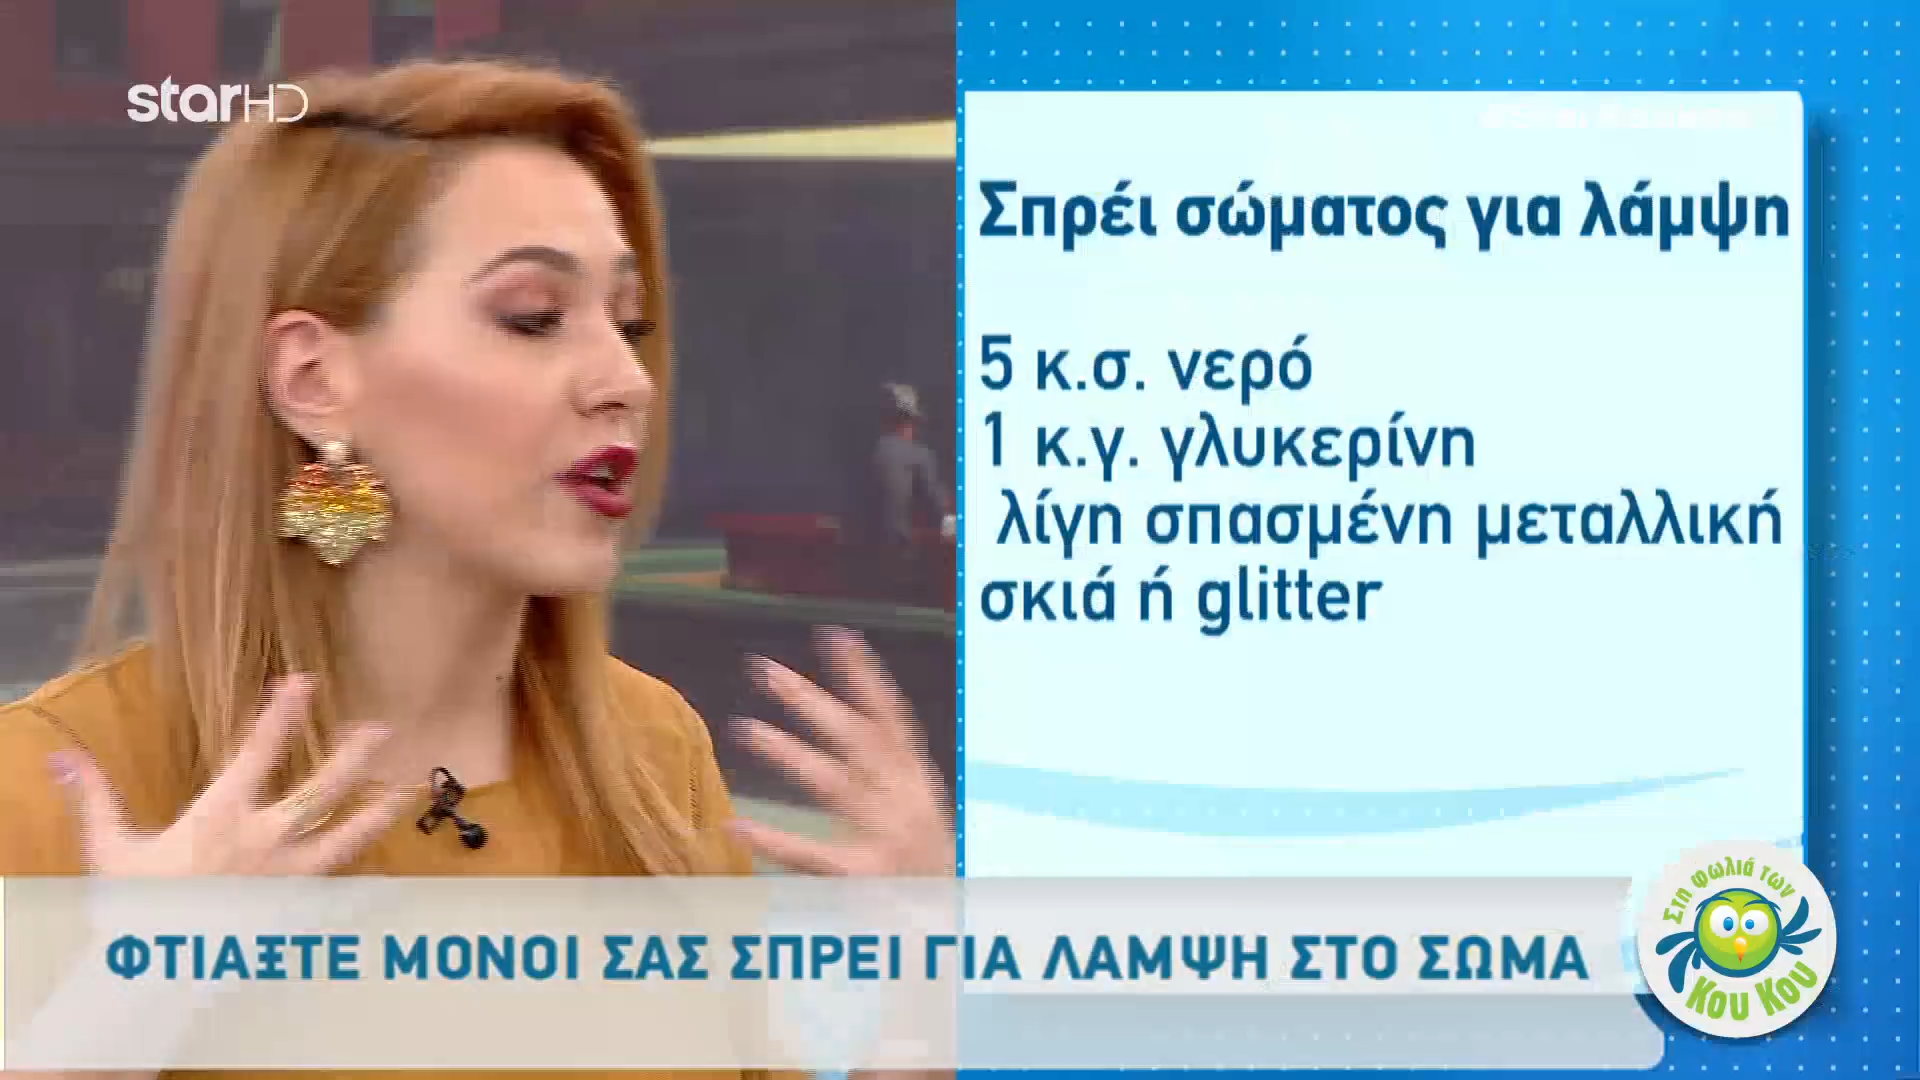 starHD
Σπρέι σώματος για λάμψη
5 κ.σ. νερό
1 κ.γ. γλυκερίνη
λίγη σπασμένη μεταλλική
σκιά ή glitter
ΦΤΙΑΞΤΕ ΜΟΝΟΙ ΣΑΣ ΣΠΡΕΙ ΓΙΑ ΛΑΜΨΗ ΣΤΟ ΣΩΜΑ
Στη φωλιά των
Κου Κου